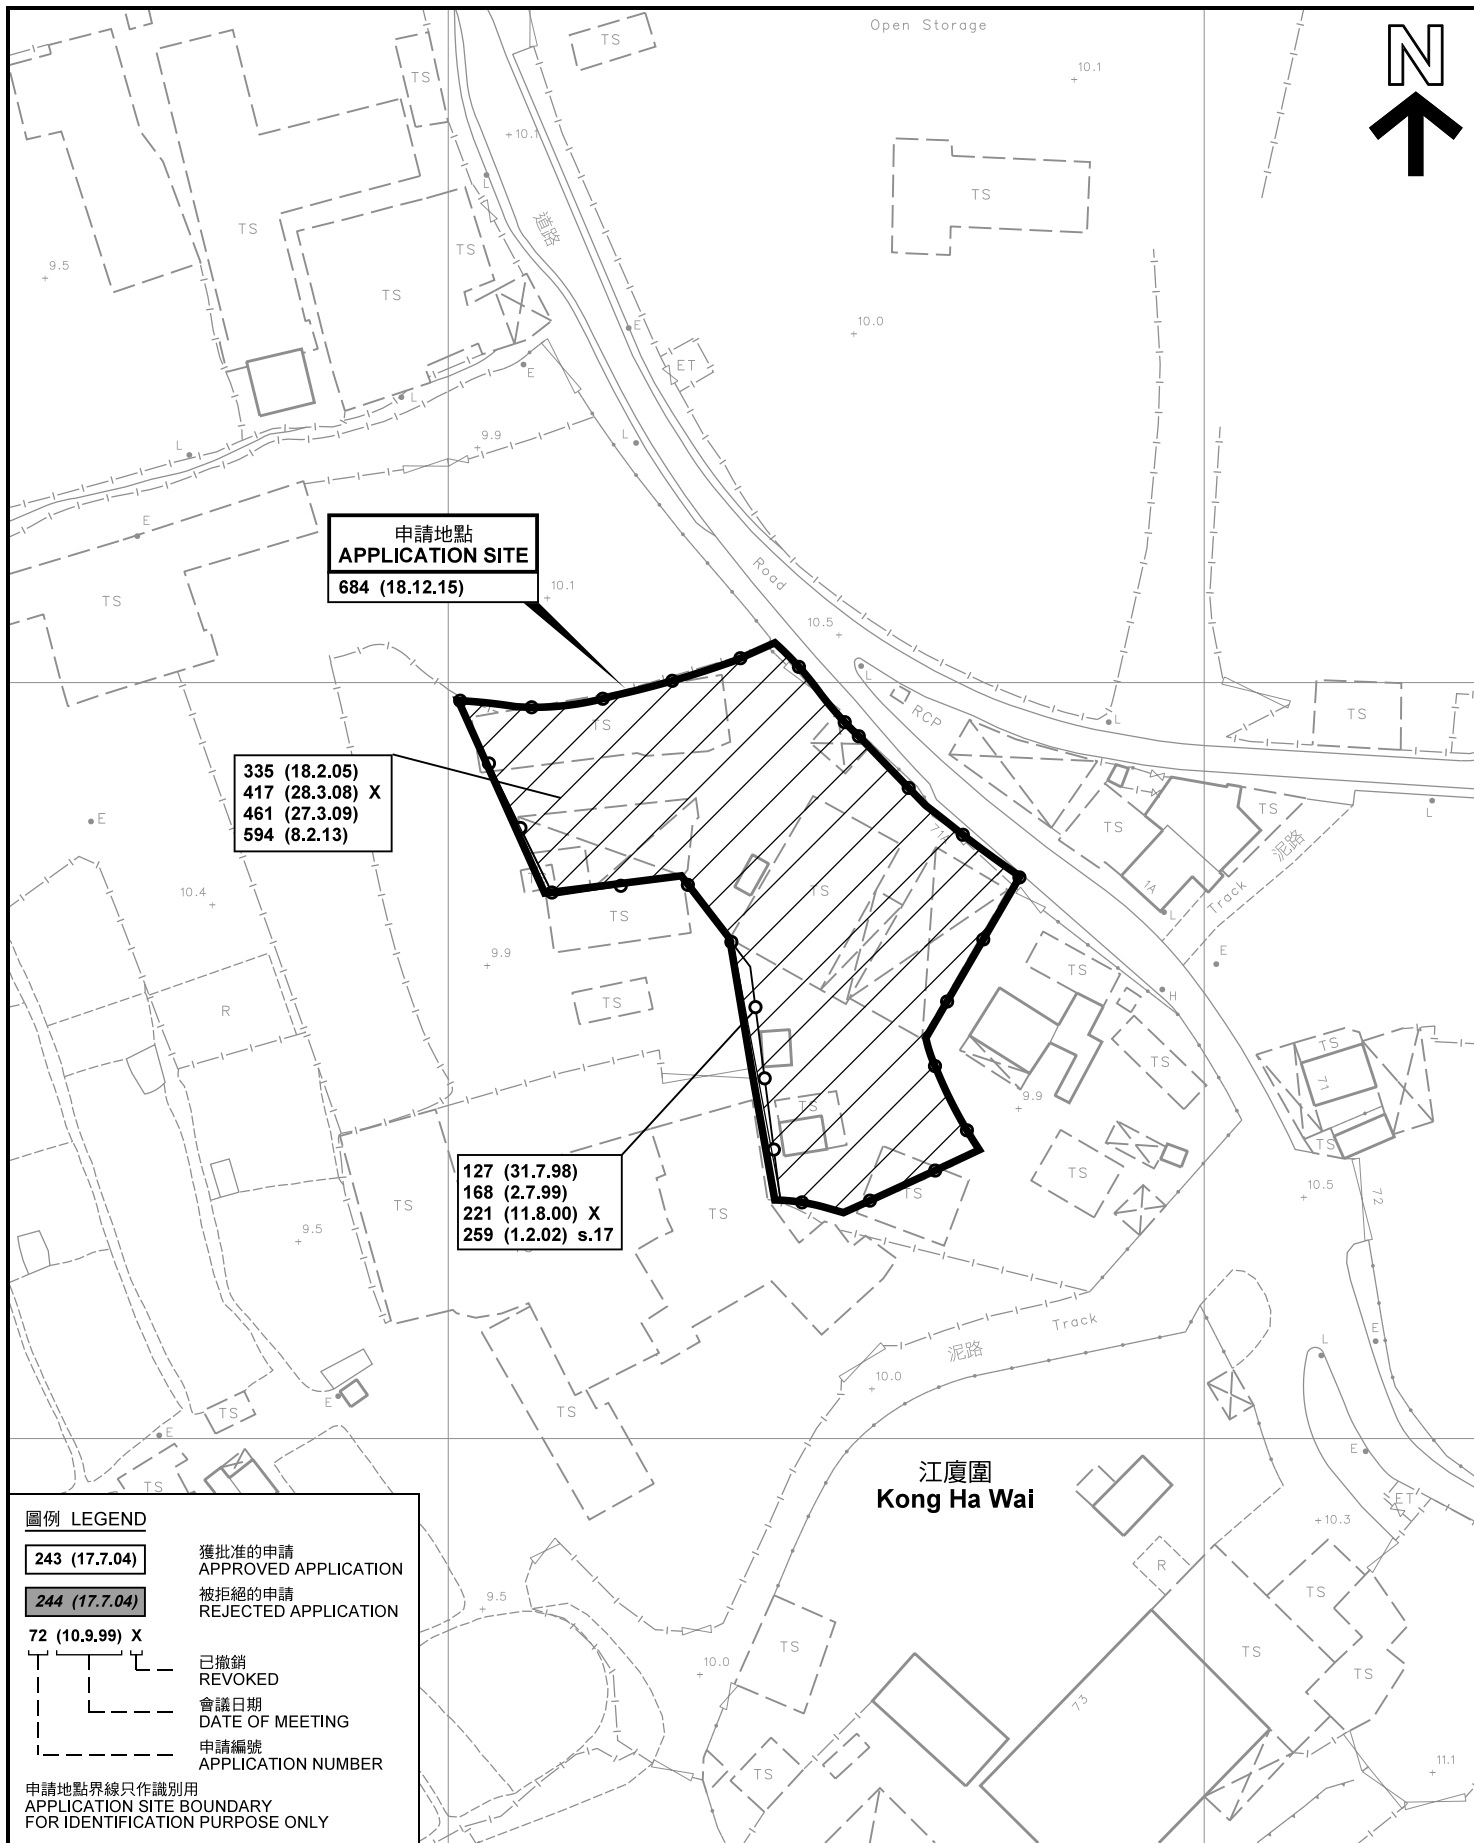 Open Storage
N
TS
TS
10.1
10.1
L
道路
TS
TS
TS
9.5
TS
E
10.0
ET
E
L
L
L
9.9
E
申請地點
APPLICATION SITE
684 (18.12.15)
10.1
Road
10.5
TS
L
RCP
L
TS
TS
335 (18.2.05)
417 (28.3.08) X
461 (27.3.09)
594 (8.2.13)
E
71
TS
TS
L
泥路
Track
1A
L
10.4
TS
TS
TS
E
9.9
TS
H
R
TS
TS
TS
71
9.9
TS
TS
127 (31.7.98)
168 (2.7.99)
221 (11.8.00) X
259 (1.2.02) s.17
TS
TS
TS
TS
10.5
72
9.5
TS
Track
泥路
L
E
10.0
E
TS
TS
E
E
江廈圍
Kong Ha Wai
TS
ET
10.3
R
TS
9.5
TS
TS
TS
10.0
73
TS
11.1
圖例 LEGEND
243 (17.7.04)
獲批准的申請
APPROVED APPLICATION
244 (17.7.04)
被拒絕的申請
REJECTED APPLICATION
72 (10.9.99) X
已撤銷
REVOKED
會議日期
DATE OF MEETING
申請編號
APPLICATION NUMBER
申請地點界線只作識別用
APPLICATION SITE BOUNDARY
FOR IDENTIFICATION PURPOSE ONLY